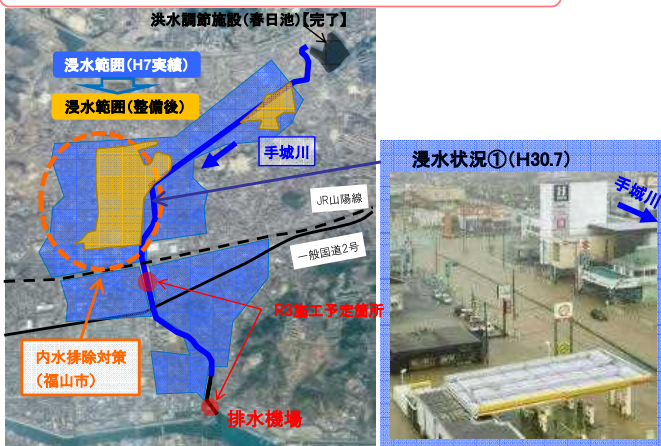 洪水調節施設(春日池)【完了】
浸水範囲(H7実績)
浸水範囲(整備後)
手城川
JR山陽線
一般国道2号
R3施工予定箇所
内水排除対策
(福山市)
排水機場
浸水状況①(H30.7)
手城川